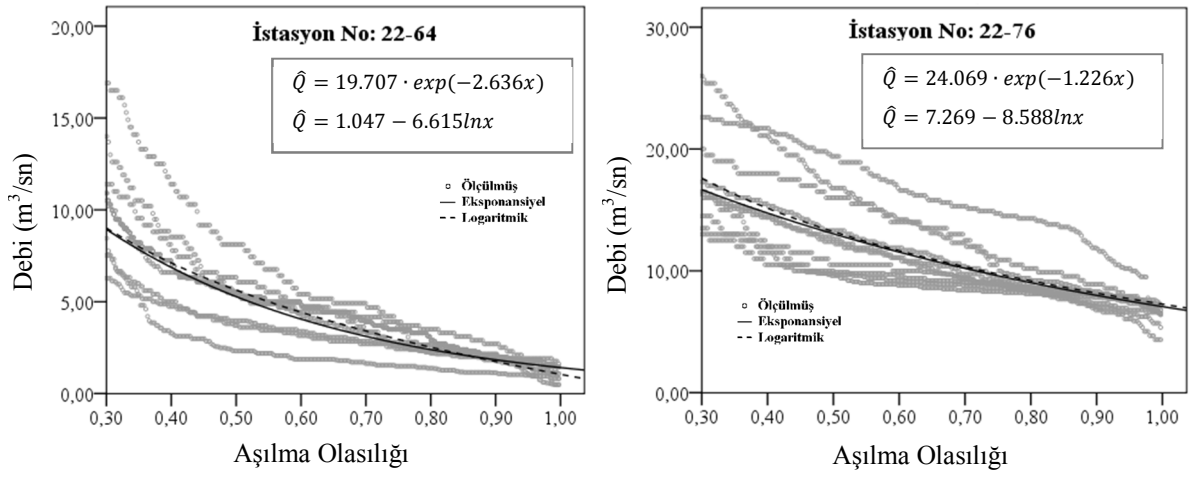 İstasyon No: 22-64
Q̂ = 19.707 · exp(−2.636x)
Q̂ = 1.047 − 6.615lnx
Ölçülmüş
Eksponansiyel
Logaritmik
Debi (m³/sn)
20,00
15,00
10,00
5,00
0,00
0,30 0,40 0,50 0,60 0,70 0,80 0,90 1,00
Aşılma Olasılığı
İstasyon No: 22-76
Q̂ = 24.069 · exp(−1.226x)
Q̂ = 7.269 − 8.588lnx
Ölçülmüş
Eksponansiyel
Logaritmik
Debi (m³/sn)
30,00
20,00
10,00
0,00
0,30 0,40 0,50 0,60 0,70 0,80 0,90 1,00
Aşılma Olasılığı